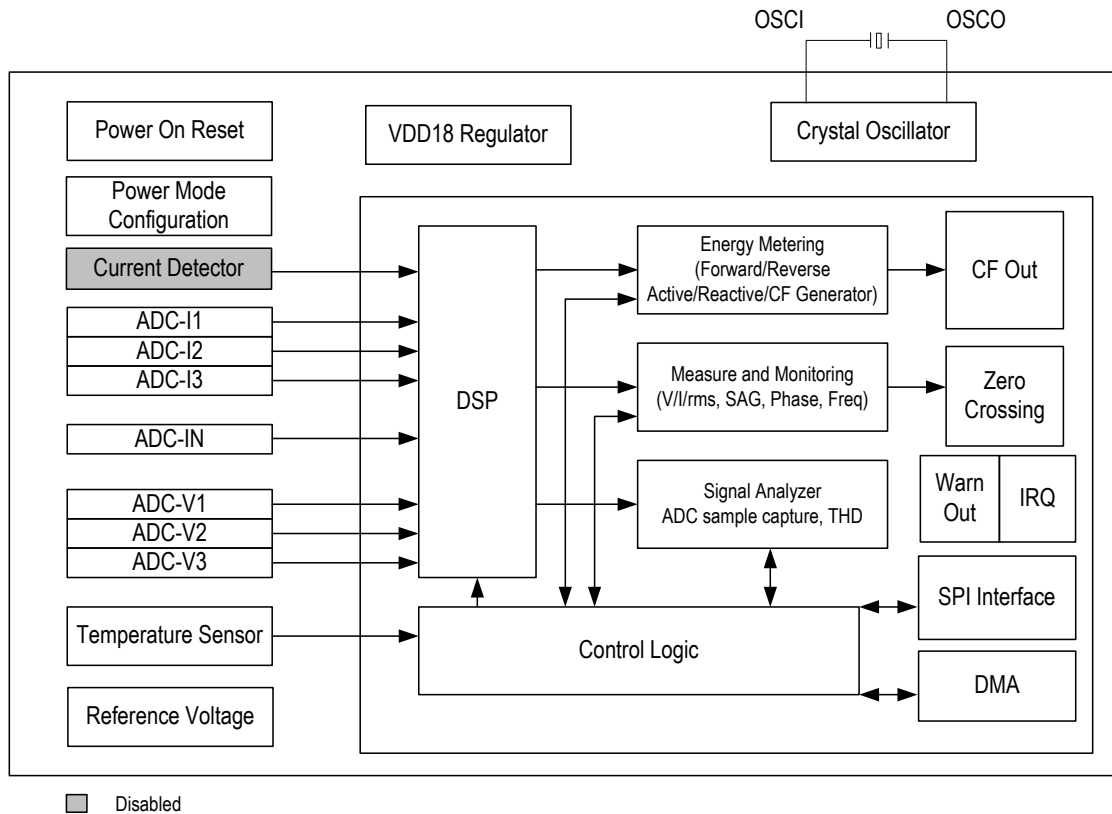 OSCI
OSCO
Power On Reset
VDD18 Regulator
Crystal Oscillator
Power Mode
Configuration
Current Detector
ADC-I1
ADC-I2
ADC-I3
ADC-IN
ADC-V1
ADC-V2
ADC-V3
Temperature Sensor
Reference Voltage
DSP
Energy Metering
(Forward/Reverse
Active/Reactive/CF Generator)
CF Out
Measure and Monitoring
(V/I/rms, SAG, Phase, Freq)
Zero
Crossing
Signal Analyzer
ADC sample capture, THD
Warn
Out
IRQ
Control Logic
SPI Interface
DMA
Disabled